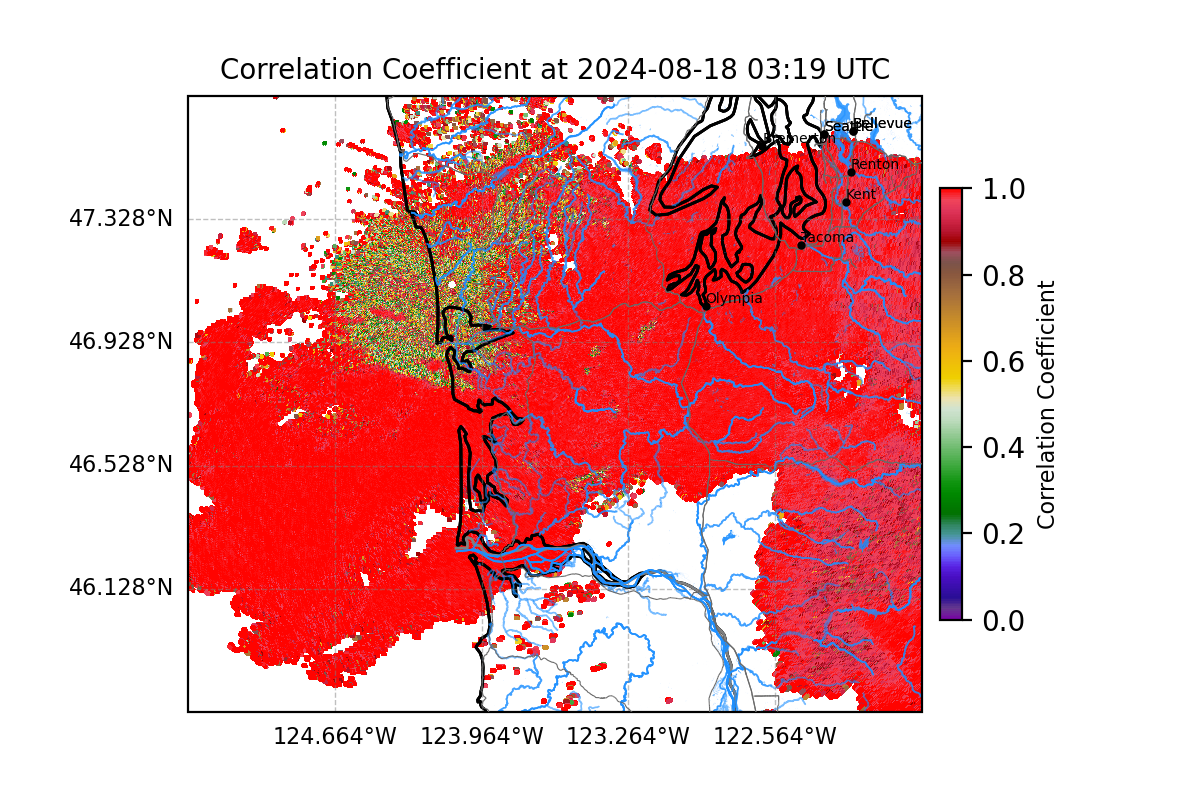 Correlation Coefficient at 2024-08-18 03:19 UTC
Seattle
Bellevue
Bremerton
Renton
Kent
Tacoma
Olympia
47.328°N
46.928°N
46.528°N
46.128°N
124.664°W
123.964°W
123.264°W
122.564°W
1.0
0.8
0.6
0.4
0.2
0.0
Correlation Coefficient